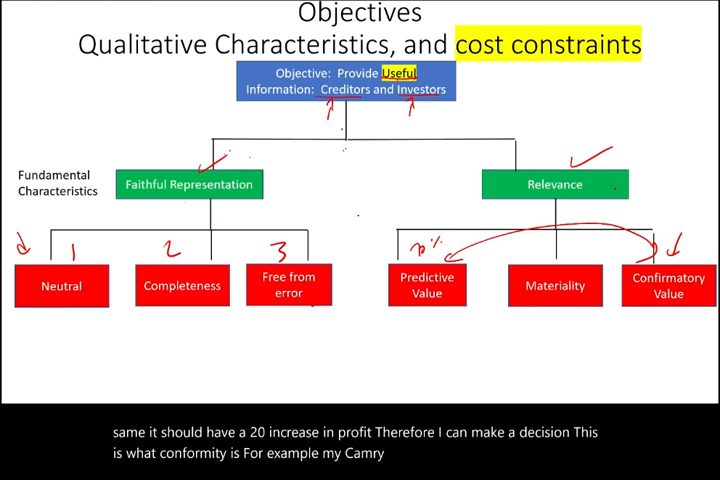 Objectives
Qualitative Characteristics, and cost constraints
Objective: Provide Useful
Information: Creditors and Investors
Fundamental
Characteristics
Faithful Representation
Relevance
1
2
3
Neutral
Completeness
Free from
error
Predictive
Value
Materiality
Confirmatory
Value
same it should have a 20 increase in profit Therefore I can make a decision This
is what conformity is For example my Camry